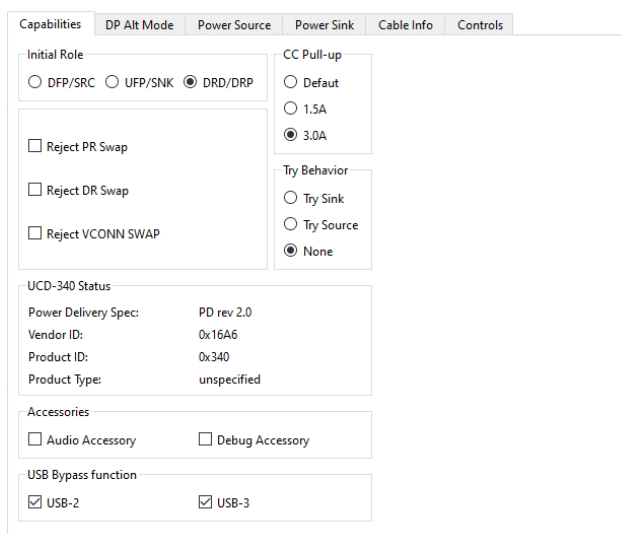 Capabilities DP Alt Mode Power Source Power Sink Cable Info Controls
Initial Role
DFP/SRC UFP/SNK DRD/DRP
CC Pull-up
Defaut
1.5A
3.0A
Reject PR Swap
Reject DR Swap
Reject VCONN SWAP
Try Behavior
Try Sink
Try Source
None
UCD-340 Status
Power Delivery Spec: PD rev 2.0
Vendor ID: 0x16A6
Product ID: 0x340
Product Type: unspecified
Accessories
Audio Accessory Debug Accessory
USB Bypass function
USB-2 USB-3